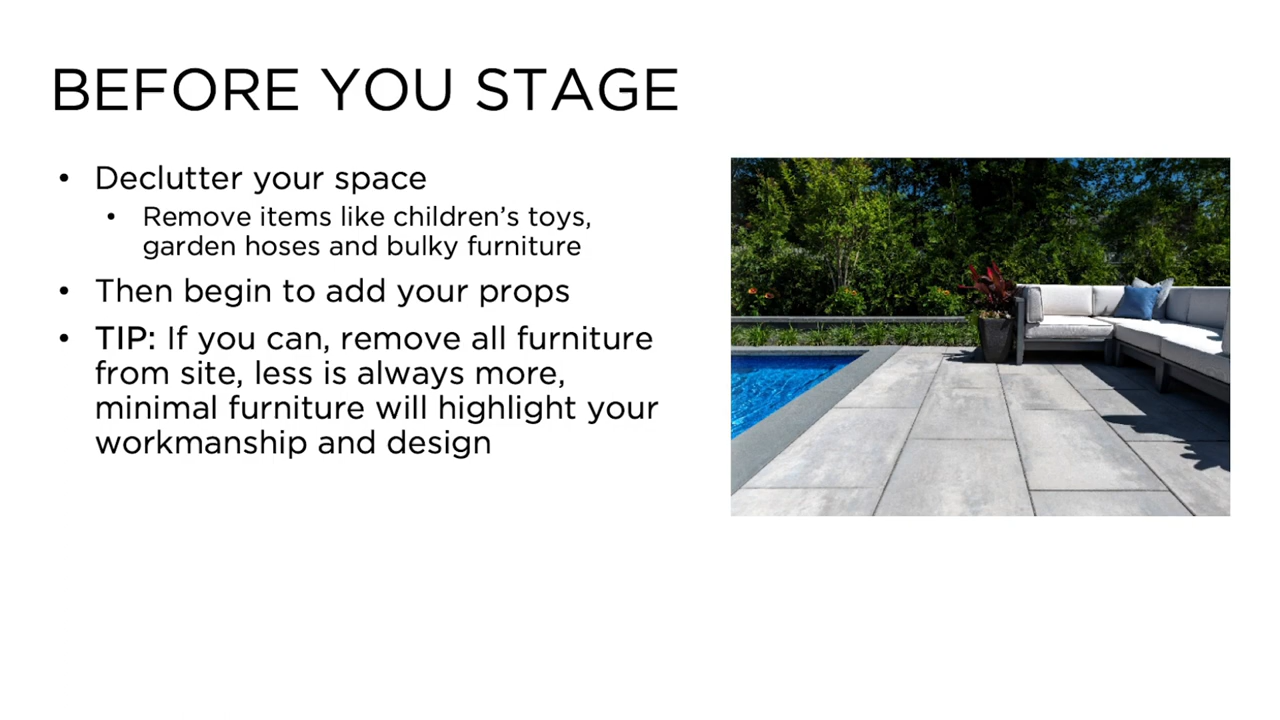 BEFORE YOU STAGE
• Declutter your space
• Remove items like children’s toys,
garden hoses and bulky furniture
• Then begin to add your props
• TIP: If you can, remove all furniture
from site, less is always more,
minimal furniture will highlight your
workmanship and design